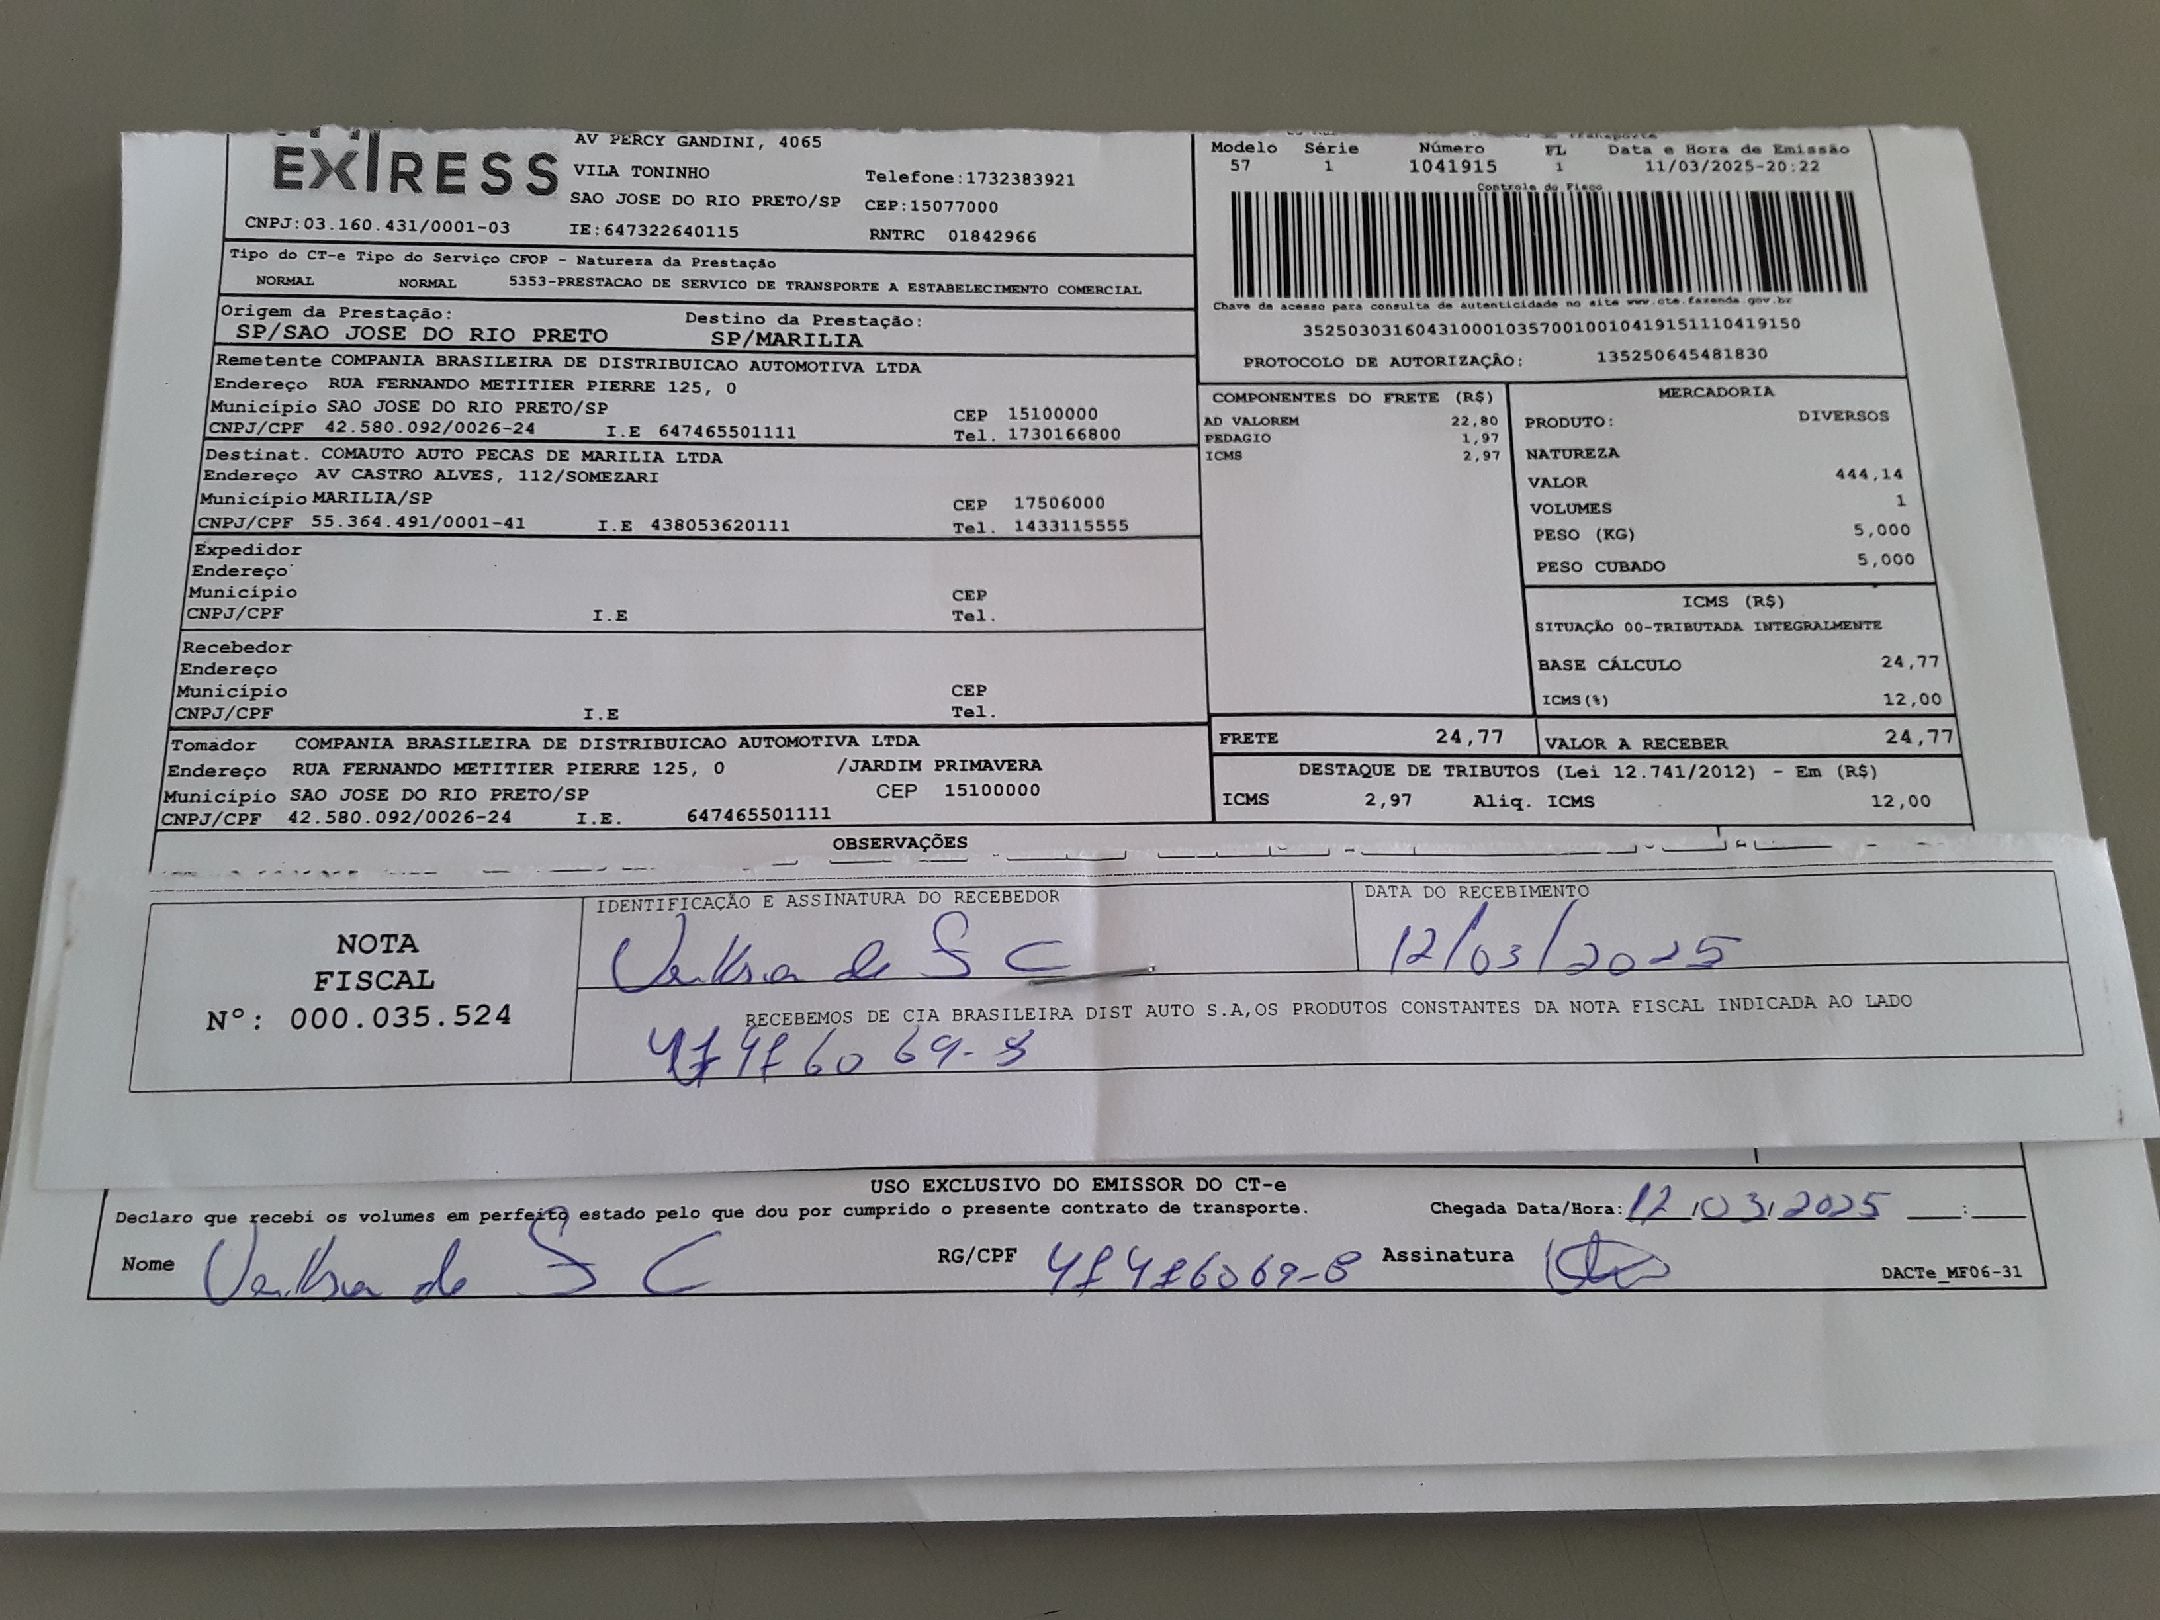 EXPRESS
AV PERCY GANDINI, 4065
VILA TONINHO
Telefone:1732383921
SAO JOSE DO RIO PRETO/SP CEP:15077000
CNPJ:03.160.431/0001-03 IE:647322640115 RNTRC 01842966
Modelo Série Número FL Data e Hora de Emissão
57 1 1041915 1 11/03/2025-20:22
Controle do Fisco
Chave de acesso para consulta de autenticidade no site www.cte.fazenda.gov.br
35250303160431000103570010010419151110419150
PROTOCOLO DE AUTORIZAÇÃO: 135250645481830
Tipo do CT-e Tipo do Serviço CFOP - Natureza da Prestação
NORMAL NORMAL 5353-PRESTACAO DE SERVICO DE TRANSPORTE A ESTABELECIMENTO COMERCIAL
Origem da Prestação: Destino da Prestação:
SP/SAO JOSE DO RIO PRETO SP/MARILIA
Remetente COMPANIA BRASILEIRA DE DISTRIBUICAO AUTOMOTIVA LTDA
Endereço RUA FERNANDO METITIER PIERRE 125, 0
Município SAO JOSE DO RIO PRETO/SP CEP 15100000
CNPJ/CPF 42.580.092/0026-24 I.E 647465501111 Tel. 1730166800
Destinat. COMAUTO AUTO PECAS DE MARILIA LTDA
Endereço AV CASTRO ALVES, 112/SOMEZARI
Município MARILIA/SP CEP 17506000
CNPJ/CPF 55.364.491/0001-41 I.E 438053620111 Tel. 1433115555
Expedidor
Endereço
Município CEP
CNPJ/CPF I.E Tel.
Recebedor
Endereço
Município CEP
CNPJ/CPF I.E Tel.
Tomador COMPANIA BRASILEIRA DE DISTRIBUICAO AUTOMOTIVA LTDA
Endereço RUA FERNANDO METITIER PIERRE 125, 0 /JARDIM PRIMAVERA
Município SAO JOSE DO RIO PRETO/SP CEP 15100000
CNPJ/CPF 42.580.092/0026-24 I.E. 647465501111
COMPONENTES DO FRETE (R$)
AD VALOREM 22,80
PEDAGIO 1,97
ICMS 2,97
MERCADORIA
PRODUTO: DIVERSOS
NATUREZA
VALOR 444,14
VOLUMES 1
PESO (KG) 5,000
PESO CUBADO 5,000
ICMS (R$)
SITUAÇÃO 00-TRIBUTADA INTEGRALMENTE
BASE CÁLCULO 24,77
ICMS(%) 12,00
FRETE 24,77 VALOR A RECEBER 24,77
DESTAQUE DE TRIBUTOS (Lei 12.741/2012) - Em (R$)
ICMS 2,97 Aliq. ICMS 12,00
OBSERVAÇÕES
NOTA
FISCAL
N°: 000.035.524
IDENTIFICAÇÃO E ASSINATURA DO RECEBEDOR
DATA DO RECEBIMENTO
12/03/2025
RECEBEMOS DE CIA BRASILEIRA DIST AUTO S.A,OS PRODUTOS CONSTANTES DA NOTA FISCAL INDICADA AO LADO
USO EXCLUSIVO DO EMISSOR DO CT-e
Declaro que recebi os volumes em perfeito estado pelo que dou por cumprido o presente contrato de transporte. Chegada Data/Hora: 12/03/2025 __:__
Nome de S C RG/CPF Assinatura
DACTe_MF06-31